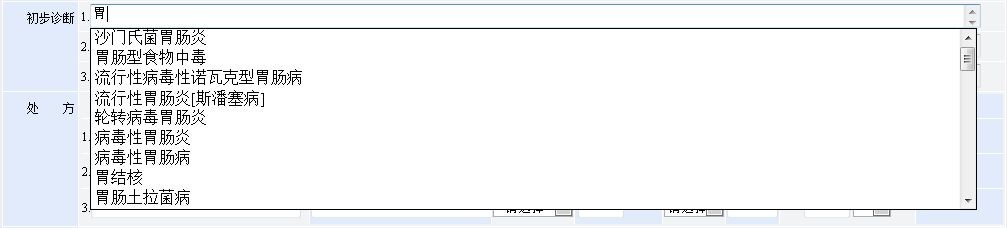 初步诊断 1. 胃
沙门氏菌胃肠炎
2.
胃肠型食物中毒
3. 流行性病毒性诺瓦克型胃肠病
处 方
流行性胃肠炎[斯潘塞病]
轮转病毒胃肠炎
1. 病毒性胃肠炎
病毒性胃肠病
2.
胃结核
胃肠土拉菌病
3.